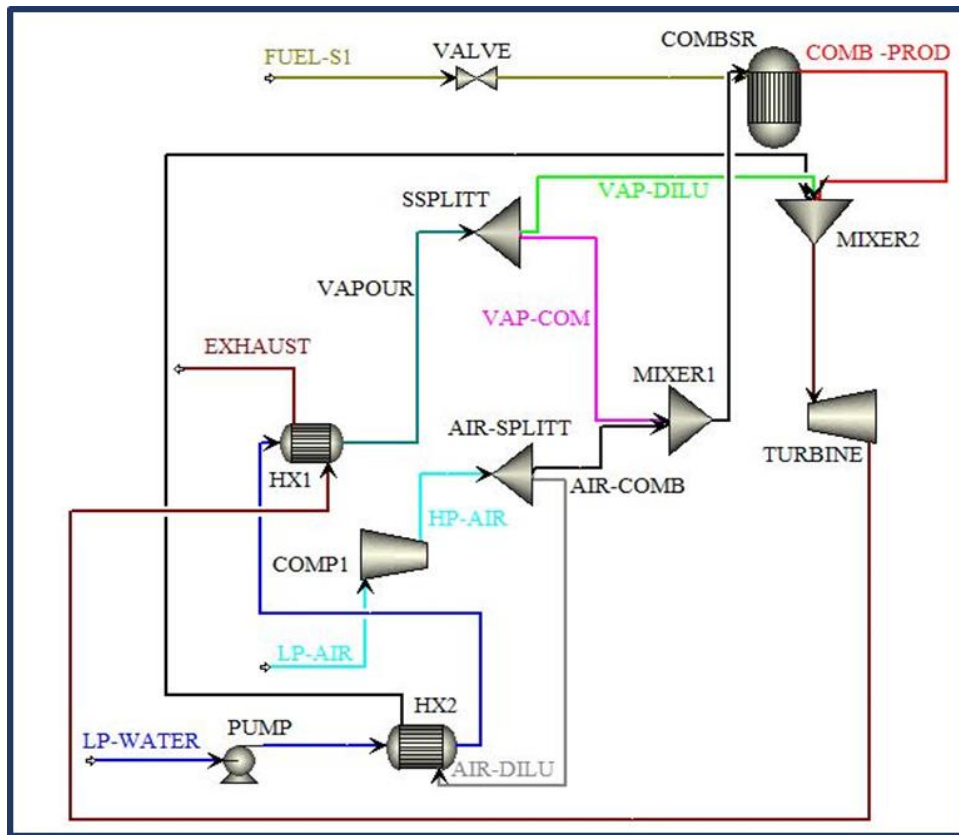 COMBSR
VALVE
COMB -PROD
FUEL-S1
VAP-DILU
SSPLITT
MIXER2
VAPOUR
VAP-COM
EXHAUST
MIXER1
AIR-SPLITT
TURBINE
HX1
AIR-COMB
HP-AIR
COMP1
LP-AIR
HX2
PUMP
LP-WATER
AIR-DILU